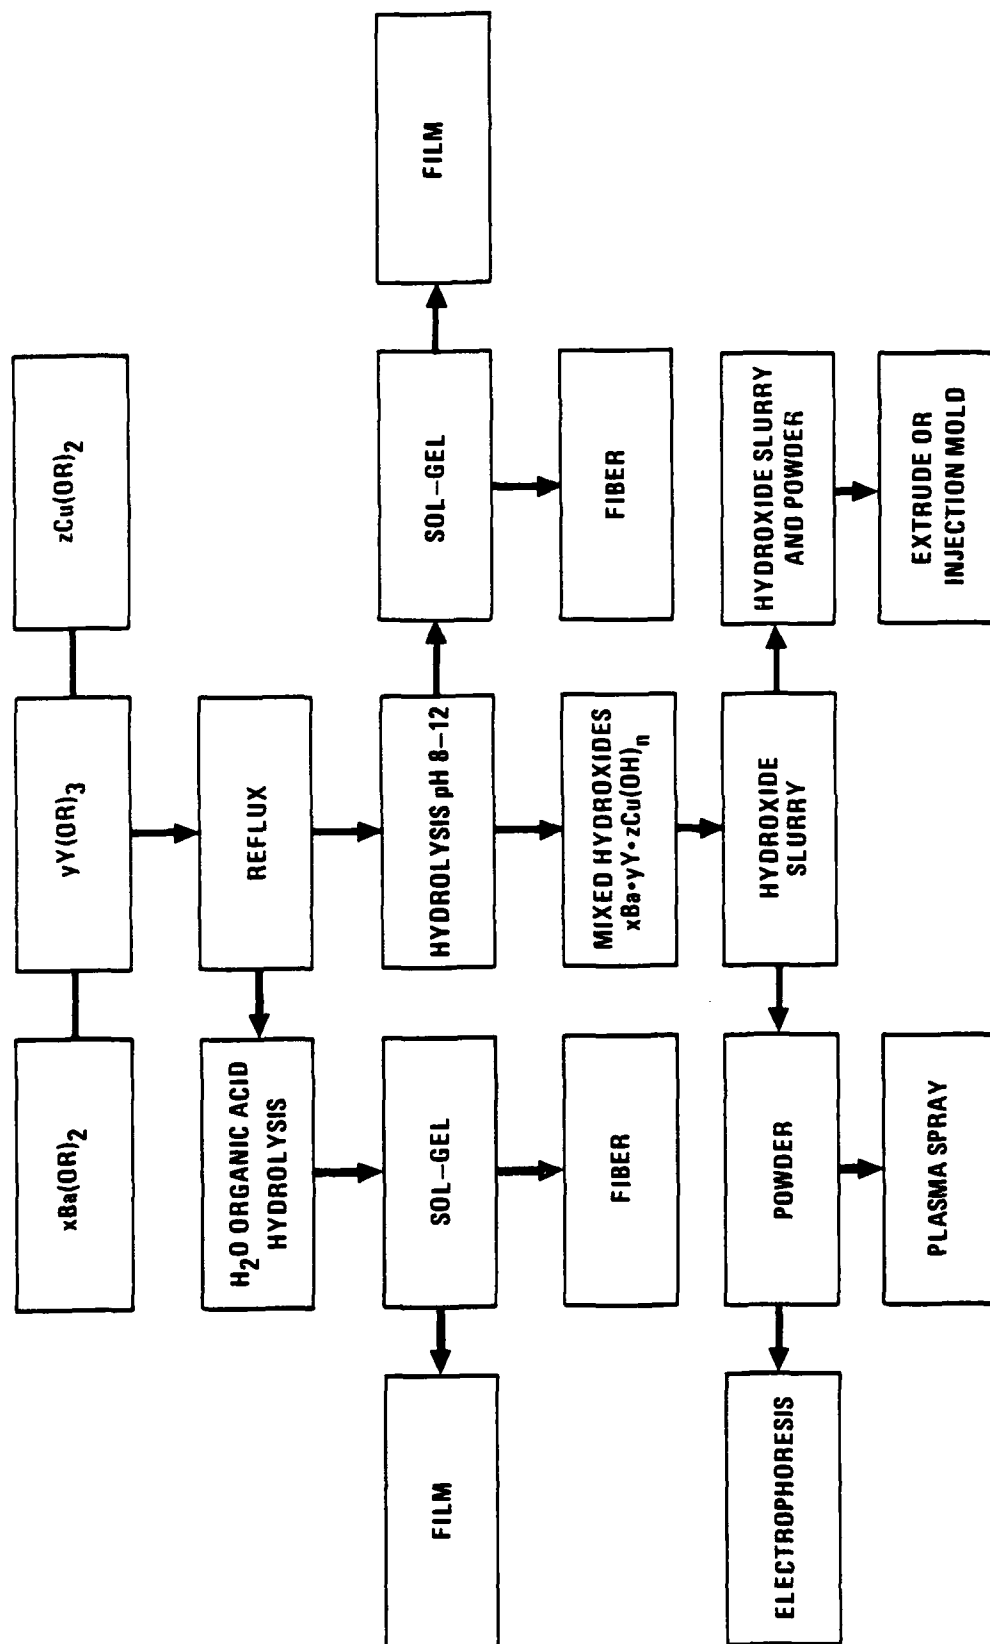 xBa(OR)2
yY(OR)3
zCu(OR)2
H2O ORGANIC ACID
HYDROLYSIS
REFLUX
FILM
SOL–GEL
HYDROLYSIS pH 8–12
SOL–GEL
FILM
FIBER
MIXED HYDROXIDES
xBa•yY•zCu(OH)n
FIBER
ELECTROPHORESIS
POWDER
HYDROXIDE
SLURRY
HYDROXIDE SLURRY
AND POWDER
PLASMA SPRAY
EXTRUDE OR
INJECTION MOLD